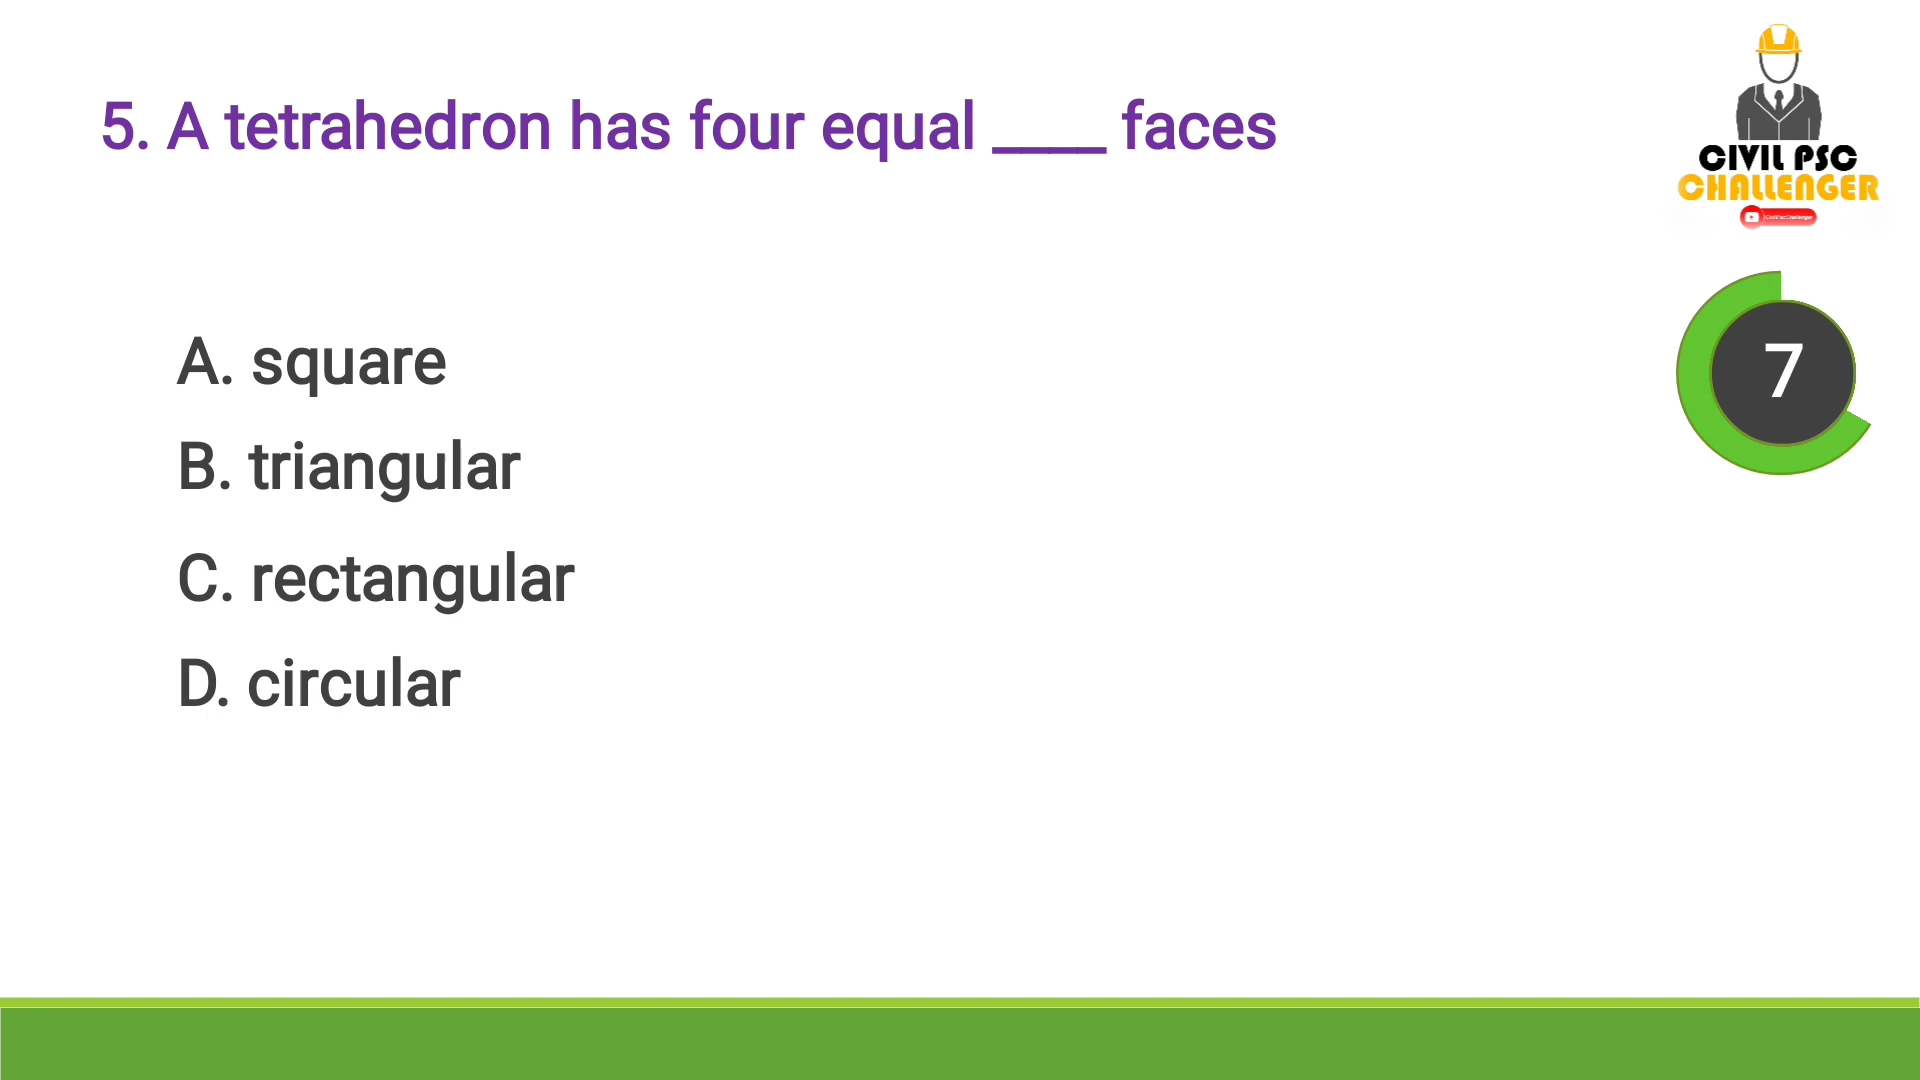 5. A tetrahedron has four equal ____ faces
CIVIL PSC
CHALLENGER
7
A. square
B. triangular
C. rectangular
D. circular